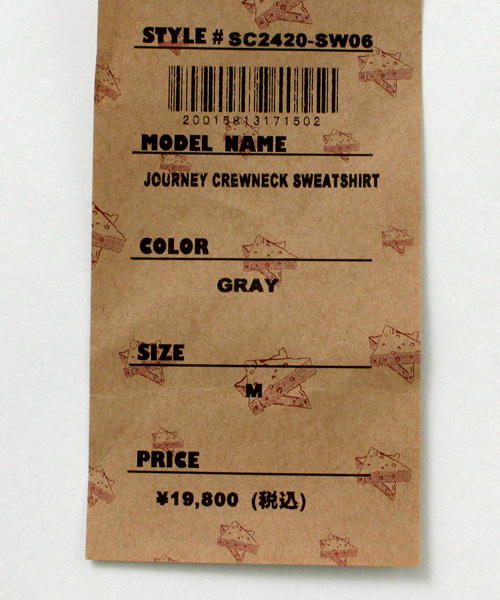 STYLE # SC2420-SW06
20015813171502
MODEL NAME
JOURNEY CREWNECK SWEATSHIRT
COLOR
GRAY
SIZE
M
PRICE
¥19,800 (税込)